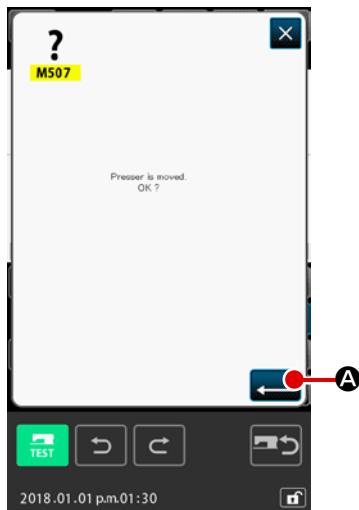 ?
M507
Presser is moved.
OK ?
A
TEST
2018.01.01 p.m.01:30